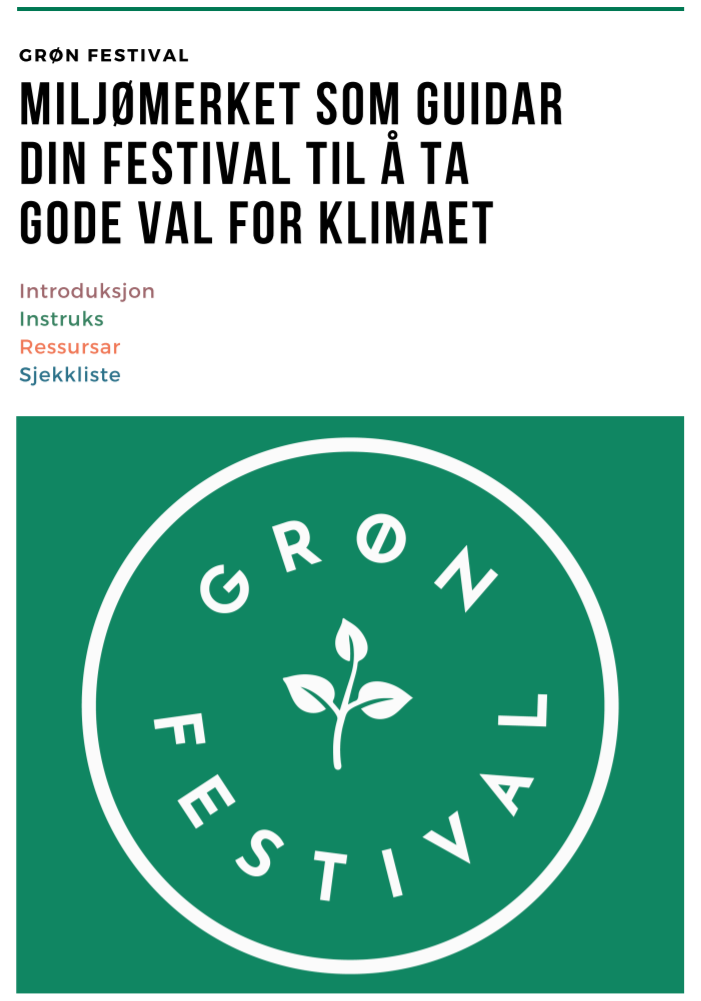 GRØN FESTIVAL
MILJØMERKET SOM GUIDAR
DIN FESTIVAL TIL Å TA
GODE VAL FOR KLIMAET
Introduksjon
Instruks
Ressursar
Sjekkliste
GRØN
FESTIVAL